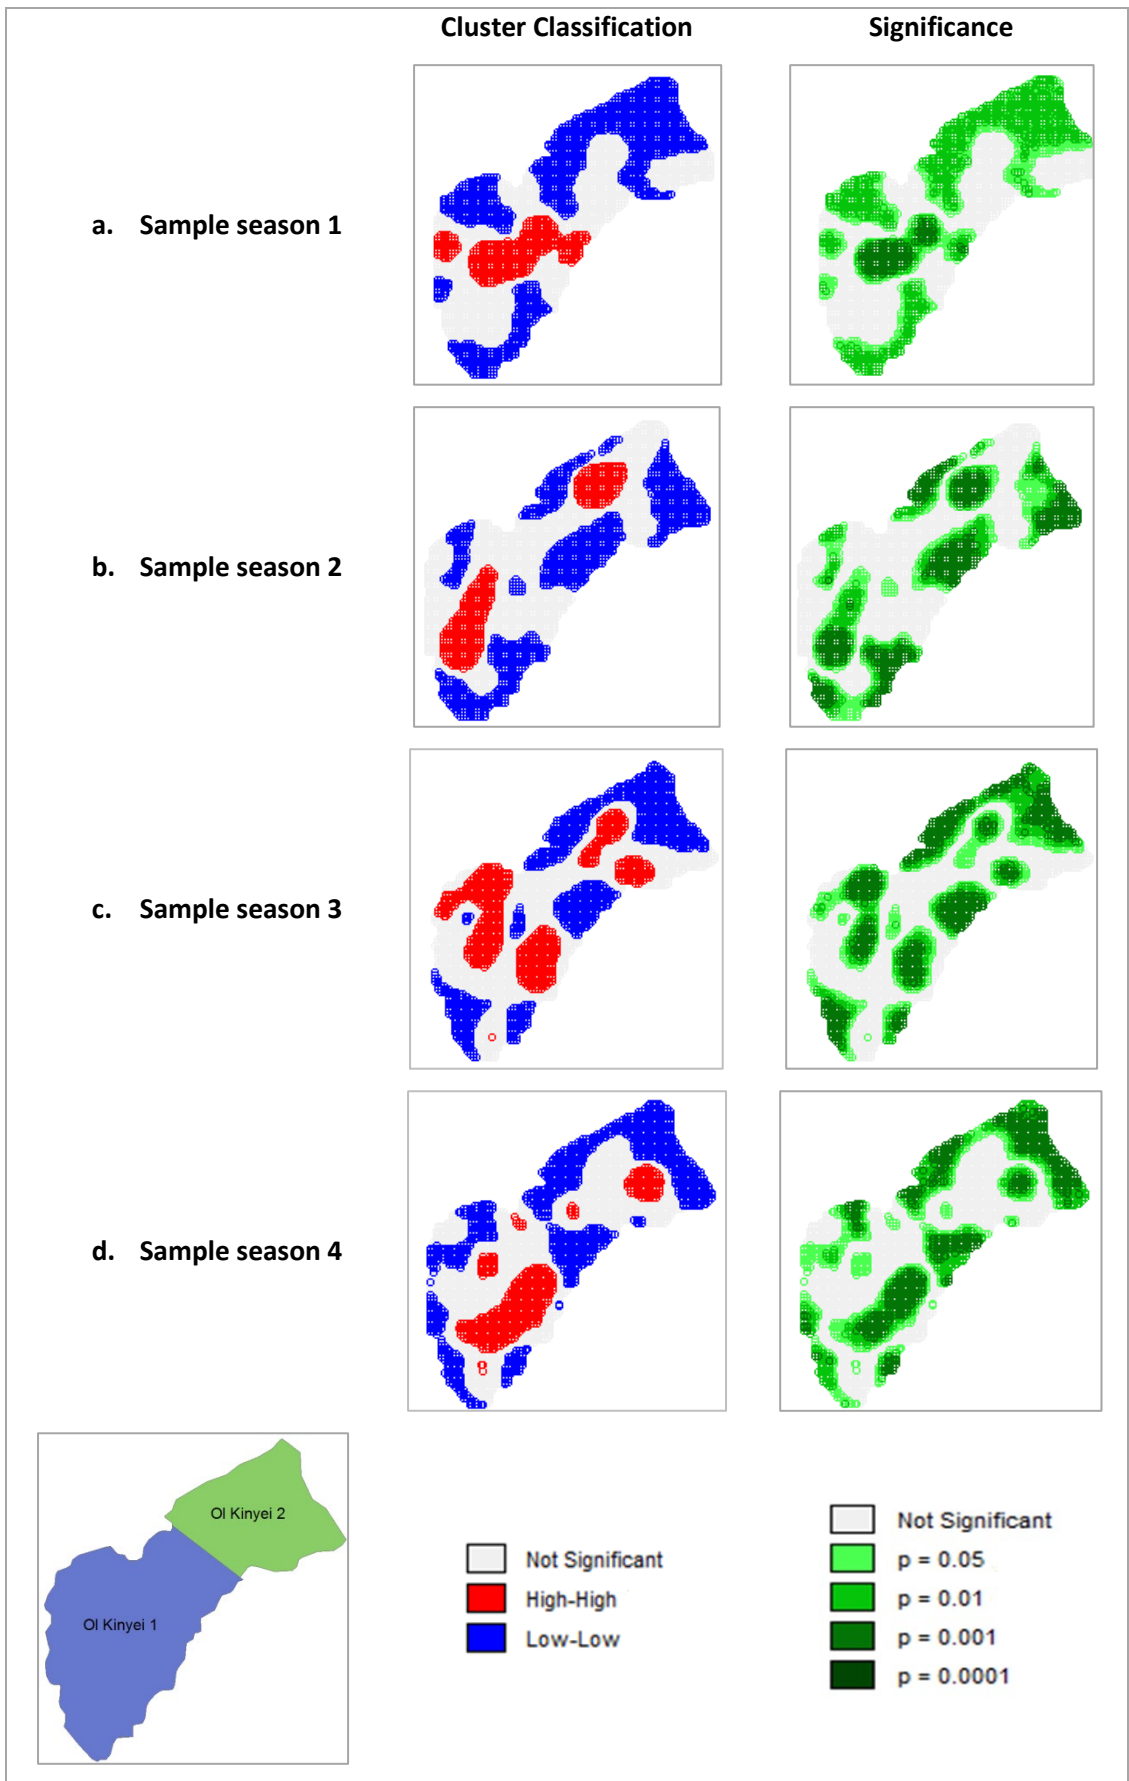 Cluster Classification Significance
a. Sample season 1
b. Sample season 2
c. Sample season 3
d. Sample season 4
Ol Kinyei 2
Ol Kinyei 1
Not Significant
High-High
Low-Low
Not Significant
p = 0.05
p = 0.01
p = 0.001
p = 0.0001